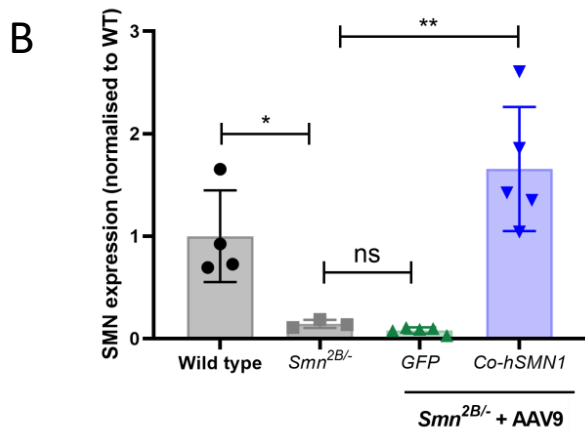 B
SMN expression (normalised to WT)
3
2
1
0
**
*
ns
Wild type
Smn2B/-
GFP
Co-hSMN1
Smn2B/- + AAV9